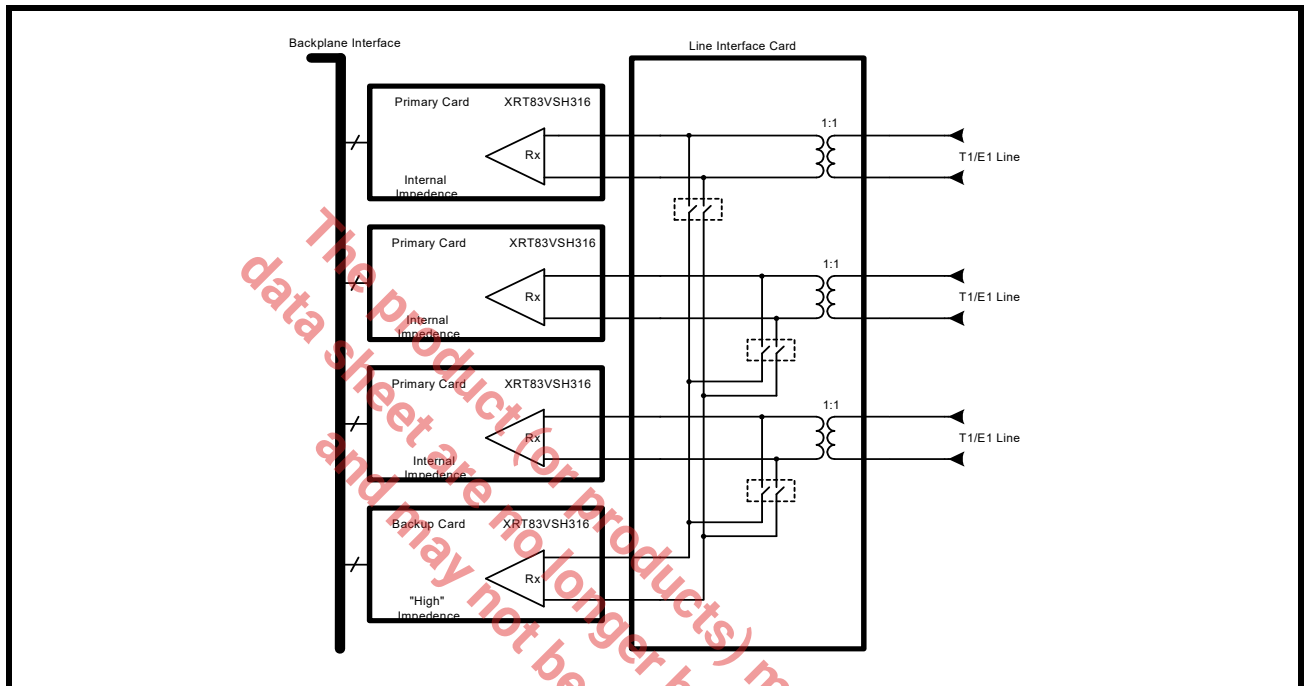 Backplane Interface
Line Interface Card
Primary Card XRT83VSH316
Rx
Internal
Impedence
1:1
T1/E1 Line
Primary Card XRT83VSH316
Rx
Internal
Impedence
1:1
T1/E1 Line
Primary Card XRT83VSH316
Rx
Internal
Impedence
1:1
T1/E1 Line
Backup Card XRT83VSH316
Rx
"High"
Impedence
The product (or products) m
data sheet are no longer b
and may not be